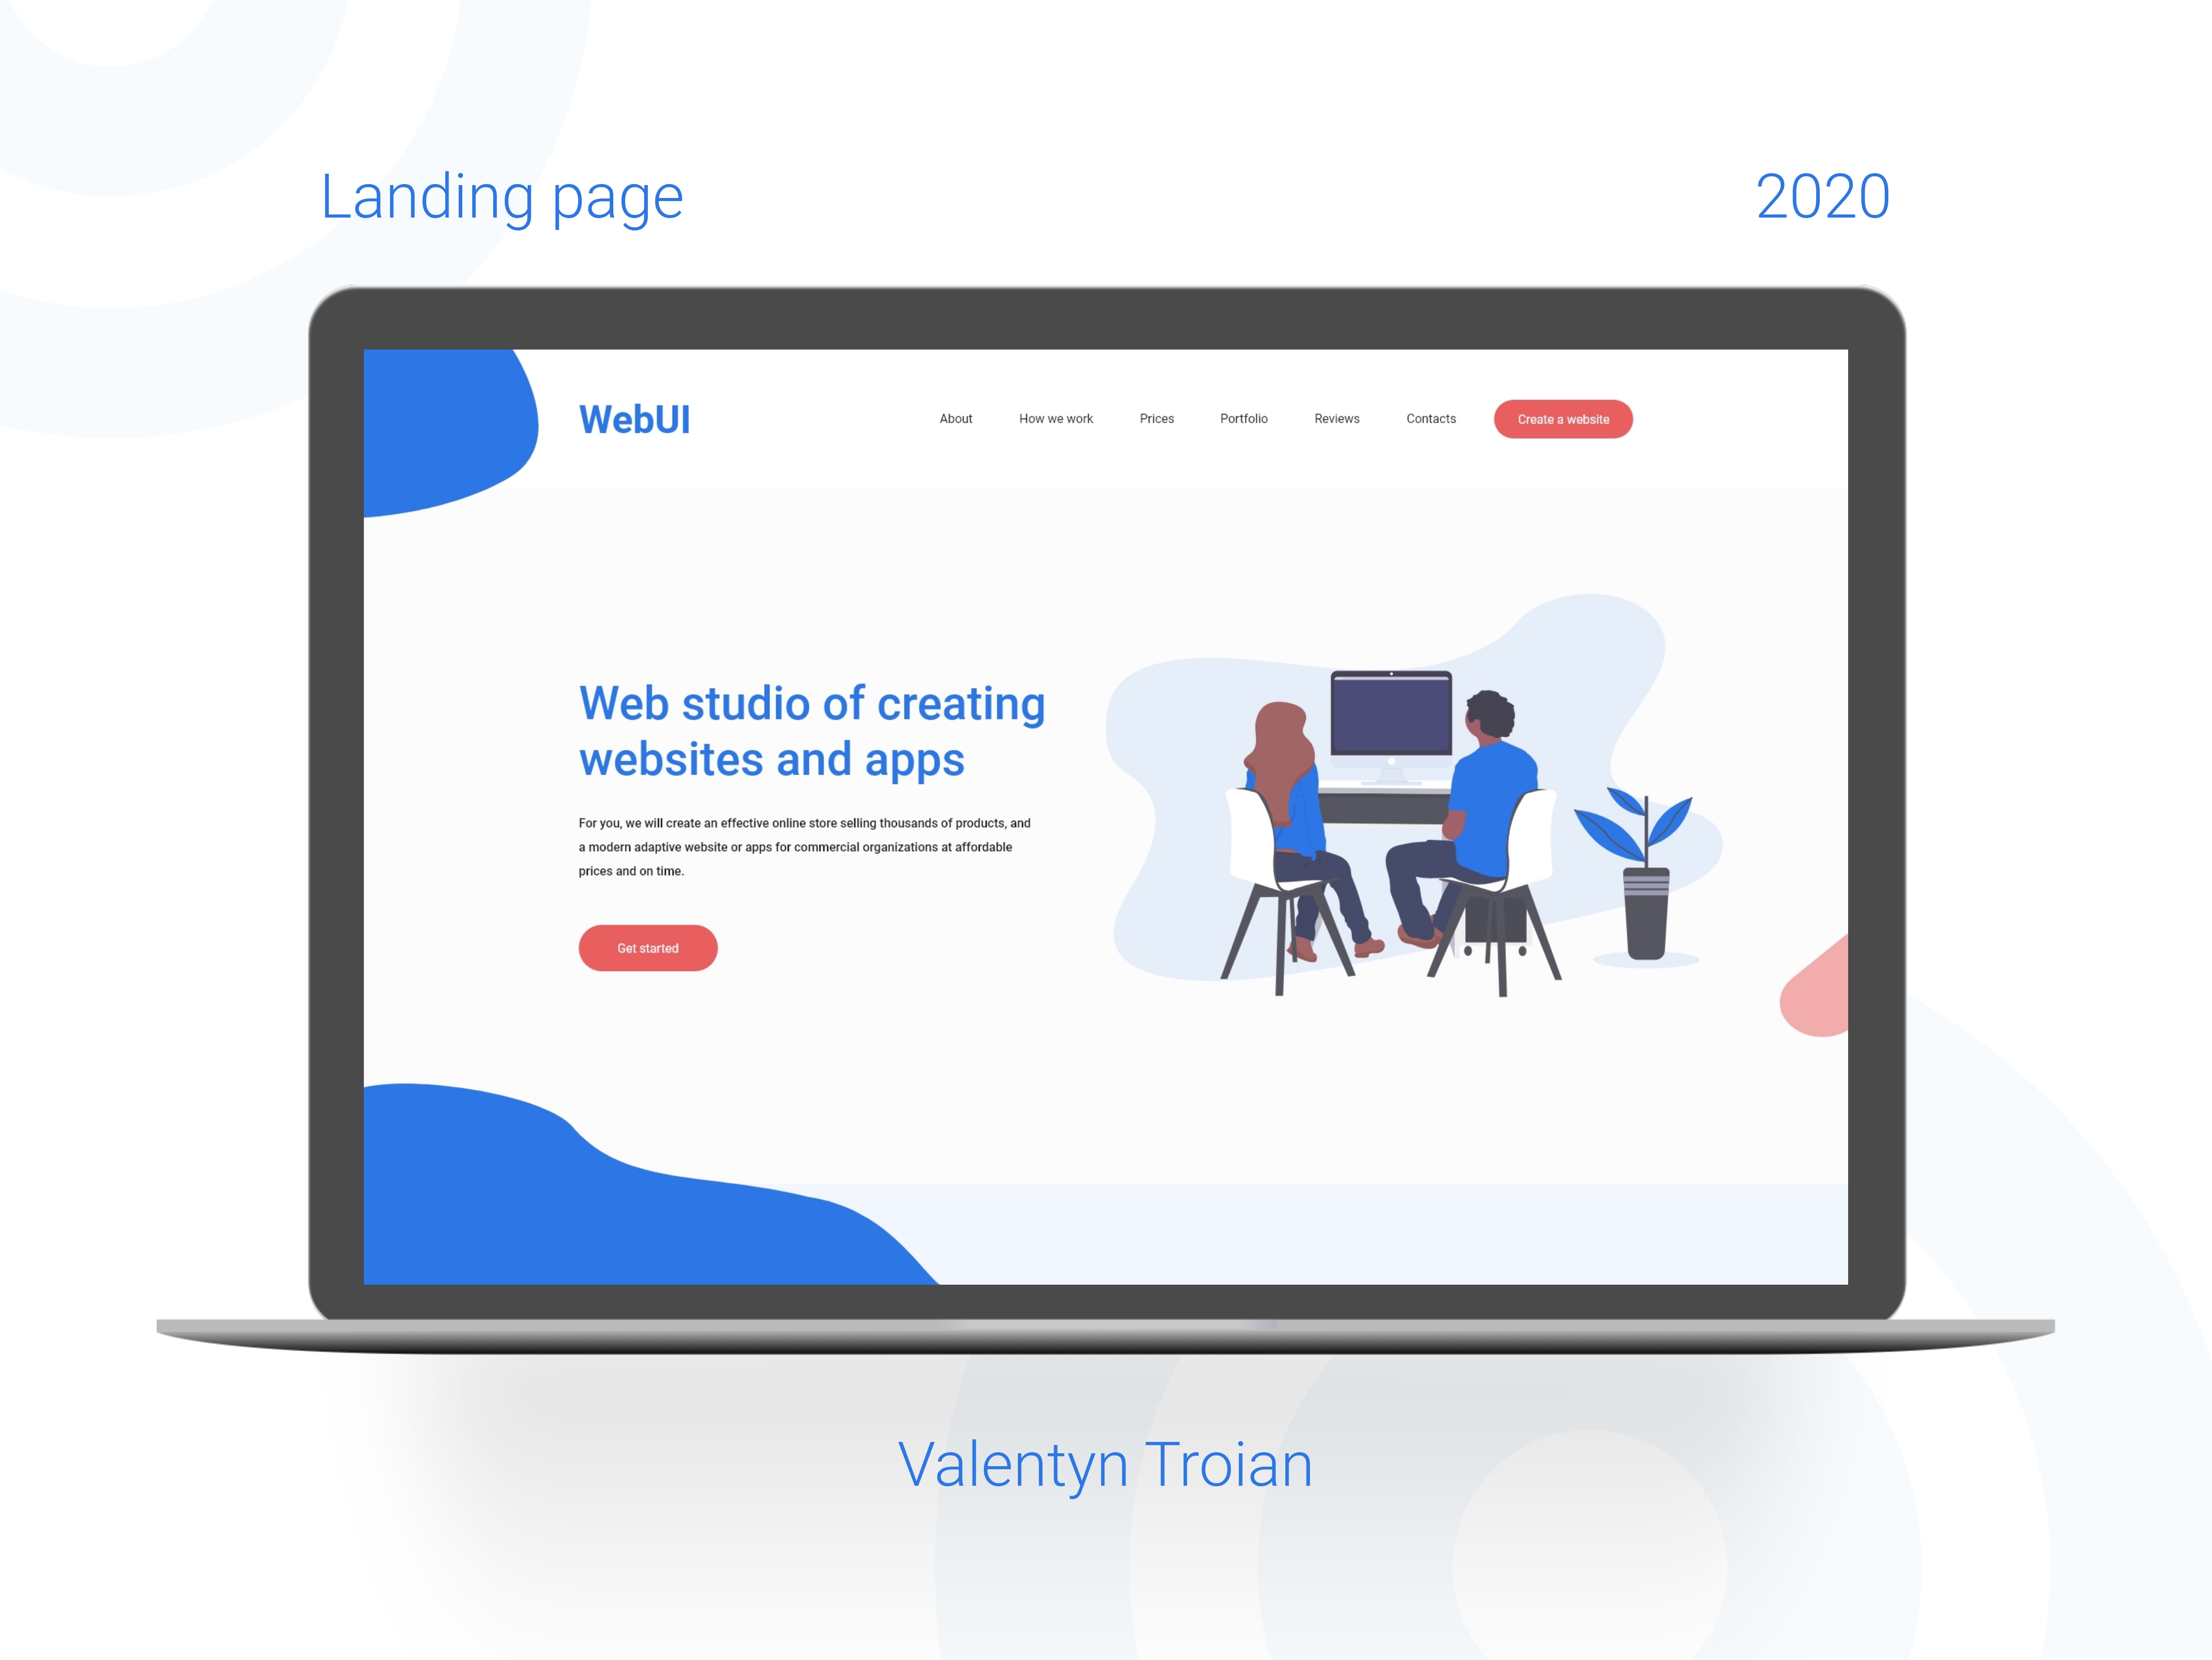 Landing page
2020
WebUI
About
How we work
Prices
Portfolio
Reviews
Contacts
Create a website
Web studio of creating
websites and apps
For you, we will create an effective online store selling thousands of products, and
a modern adaptive website or apps for commercial organizations at affordable
prices and on time.
Get started
Valentyn Troian